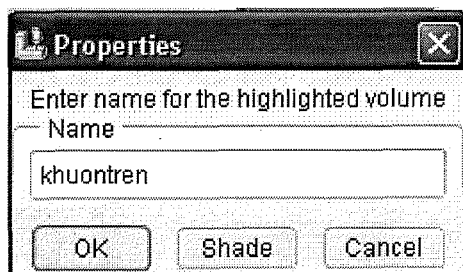 Properties
Enter name for the highlighted volume
Name
khuontren
OK Shade Cancel